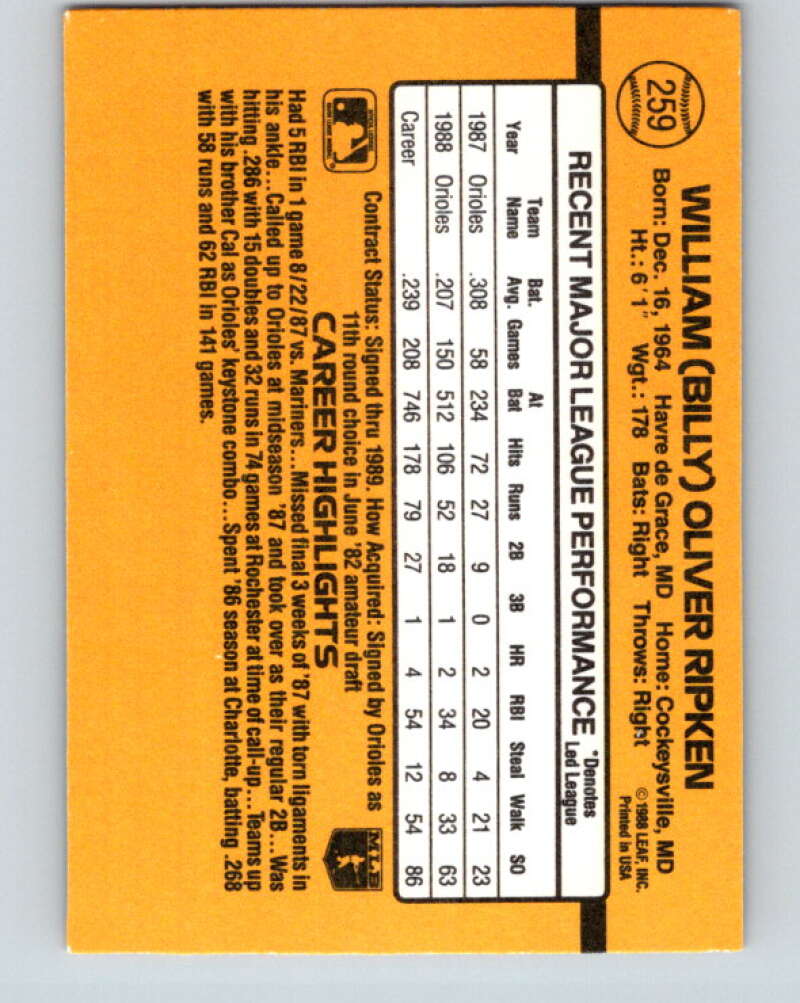 259
WILLIAM (BILLY) OLIVER RIPKEN
Born: Dec. 16, 1964 Havre de Grace, MD Home: Cockeysville, MD
Ht.: 6'1" Wgt.: 178 Bats: Right Throws: Right
© 1988 LEAF, INC.
Printed in USA
RECENT MAJOR LEAGUE PERFORMANCE *Denotes Led League
Year Team Name Bat. Avg. Games At Bat Hits Runs 2B 3B HR RBI Steal Walk SO
1987 Orioles .308 58 234 72 27 9 0 2 20 4 21 23
1988 Orioles .207 150 512 106 52 18 1 2 34 8 33 63
Career .239 208 746 178 79 27 1 4 54 12 54 86
Contract Status: Signed thru 1989. How Acquired: Signed by Orioles as
11th round choice in June '82 amateur draft
CAREER HIGHLIGHTS
MLB
Had 5 RBI in 1 game 8/22/87 vs. Mariners...Missed final 3 weeks of '87 with torn ligaments in
his ankle...Called up to Orioles at midseason '87 and took over as their regular 2B...Was
hitting .286 with 15 doubles and 32 runs in 74 games at Rochester at time of call-up...Teams up
with his brother Cal as Orioles' keystone combo...Spent '86 season at Charlotte, batting .268
with 58 runs and 62 RBI in 141 games.